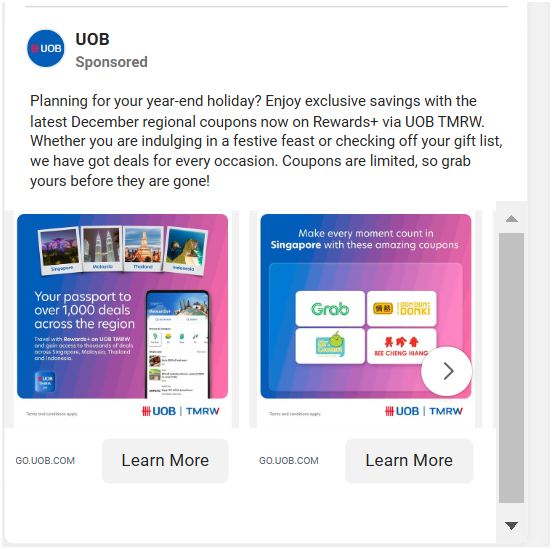 UOB
UOB
Sponsored
Planning for your year-end holiday? Enjoy exclusive savings with the
latest December regional coupons now on Rewards+ via UOB TMRW.
Whether you are indulging in a festive feast or checking off your gift list,
we have got deals for every occasion. Coupons are limited, so grab
yours before they are gone!
Singapore
Malaysia
Thailand
Indonesia
Your passport to
over 1,000 deals
across the region
Travel with Rewards+ on UOB TMRW
and gain access to thousands of deals
across Singapore, Malaysia, Thailand
and Indonesia.
Rewards+
Terms and conditions apply.
UOB | TMRW
GO.UOB.COM
Learn More
Make every moment count in
Singapore with these amazing coupons
Grab
DON DON
DONKI
美珍香
BEE CHENG HIANG
Terms and conditions apply.
UOB | TMRW
GO.UOB.COM
Learn More